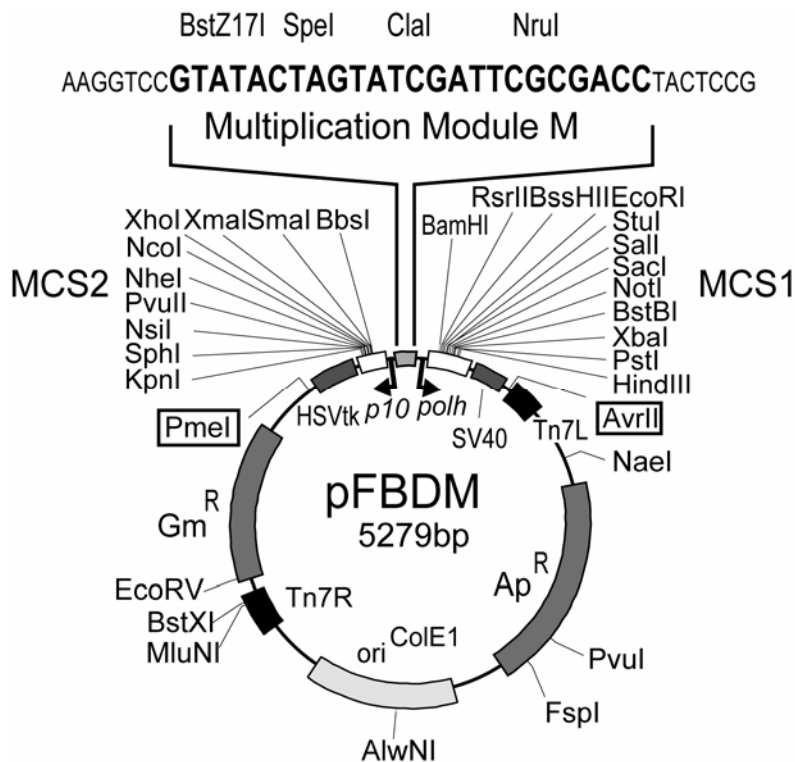 BstZ17I SpeI ClaI NruI
AAGGTCCGTATACTAGTATCGATTCGCGACCTACTCCG
Multiplication Module M
MCS2
XhoI XmaISmaI BbsI
NcoI
NheI
PvuII
NsiI
SphI
KpnI
PmeI
RsrIIBssHIIEcoRI
BamHI
StuI
SalI
SacI
NotI
BstBI
XbaI
PstI
HindIII
MCS1
AvrII
HSVtk p10 polh
SV40
Tn7L
NaeI
pFBDM
5279bp
Gm R
Ap R
EcoRV
BstXI
MluNI
Tn7R
ori ColE1
PvuI
FspI
AlwNI